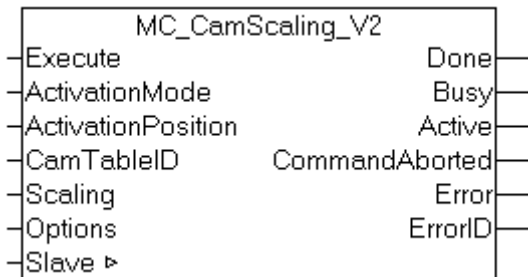 MC_CamScaling_V2
Execute Done
ActivationMode Busy
ActivationPosition Active
CamTableID CommandAborted
Scaling Error
Options ErrorID
Slave ▷